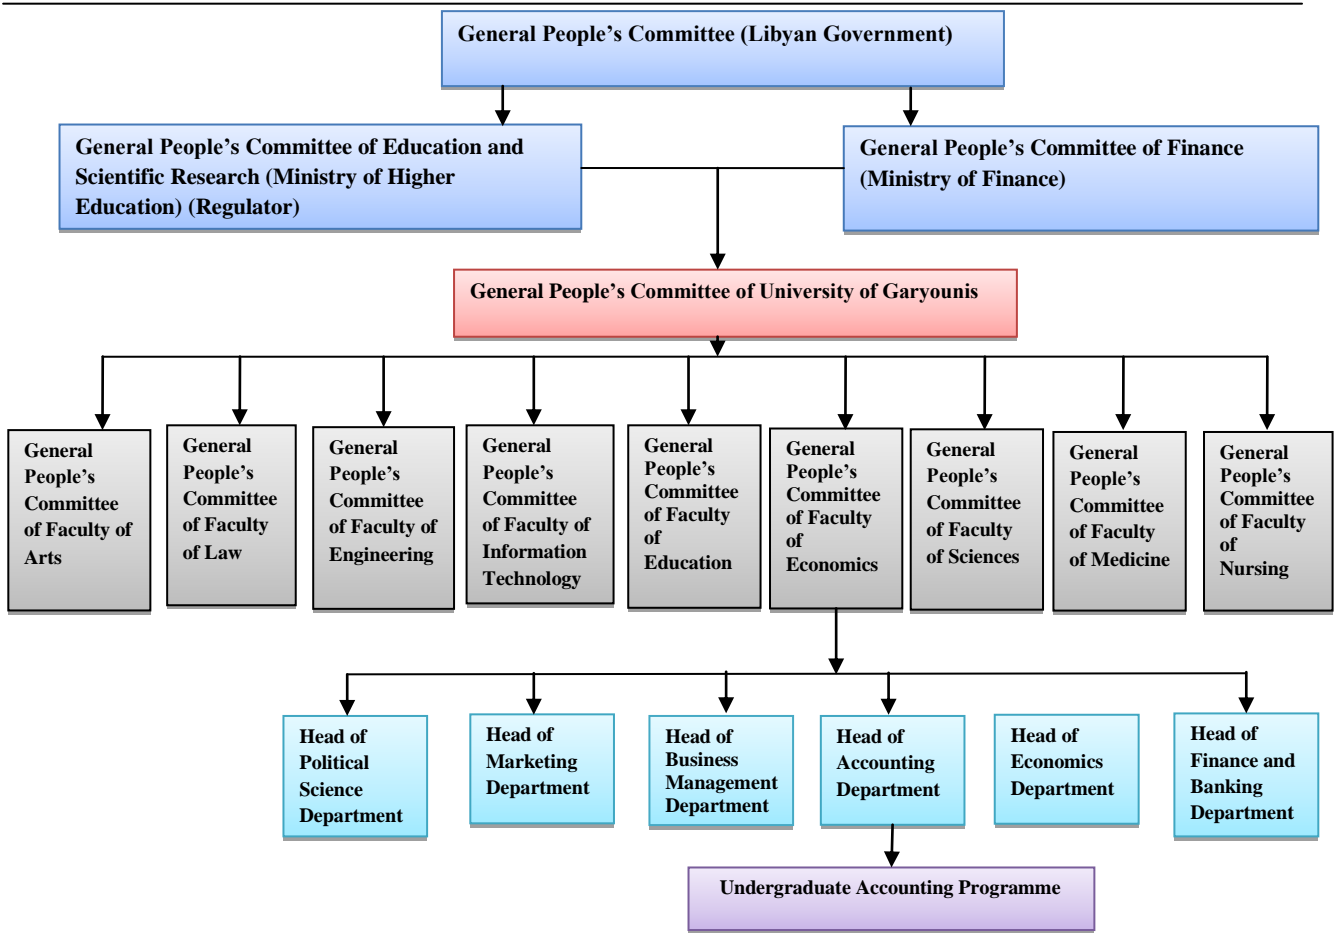 General People’s Committee (Libyan Government)
General People’s Committee of Education and
Scientific Research (Ministry of Higher
Education) (Regulator)
General People’s Committee of Finance
(Ministry of Finance)
General People’s Committee of University of Garyounis
General
People’s
Committee
of Faculty of
Arts
General
People’s
Committee
of Faculty
of Law
General
People’s
Committee
of Faculty of
Engineering
General
People’s
Committee
of Faculty of
Information
Technology
General
People’s
Committee
of Faculty
of
Education
General
People’s
Committee
of Faculty
of
Economics
General
People’s
Committee
of Faculty
of Sciences
General
People’s
Committee
of Faculty
of Medicine
General
People’s
Committee
of Faculty
of
Nursing
Head of
Political
Science
Department
Head of
Marketing
Department
Head of
Business
Management
Department
Head of
Accounting
Department
Head of
Economics
Department
Head of
Finance and
Banking
Department
Undergraduate Accounting Programme